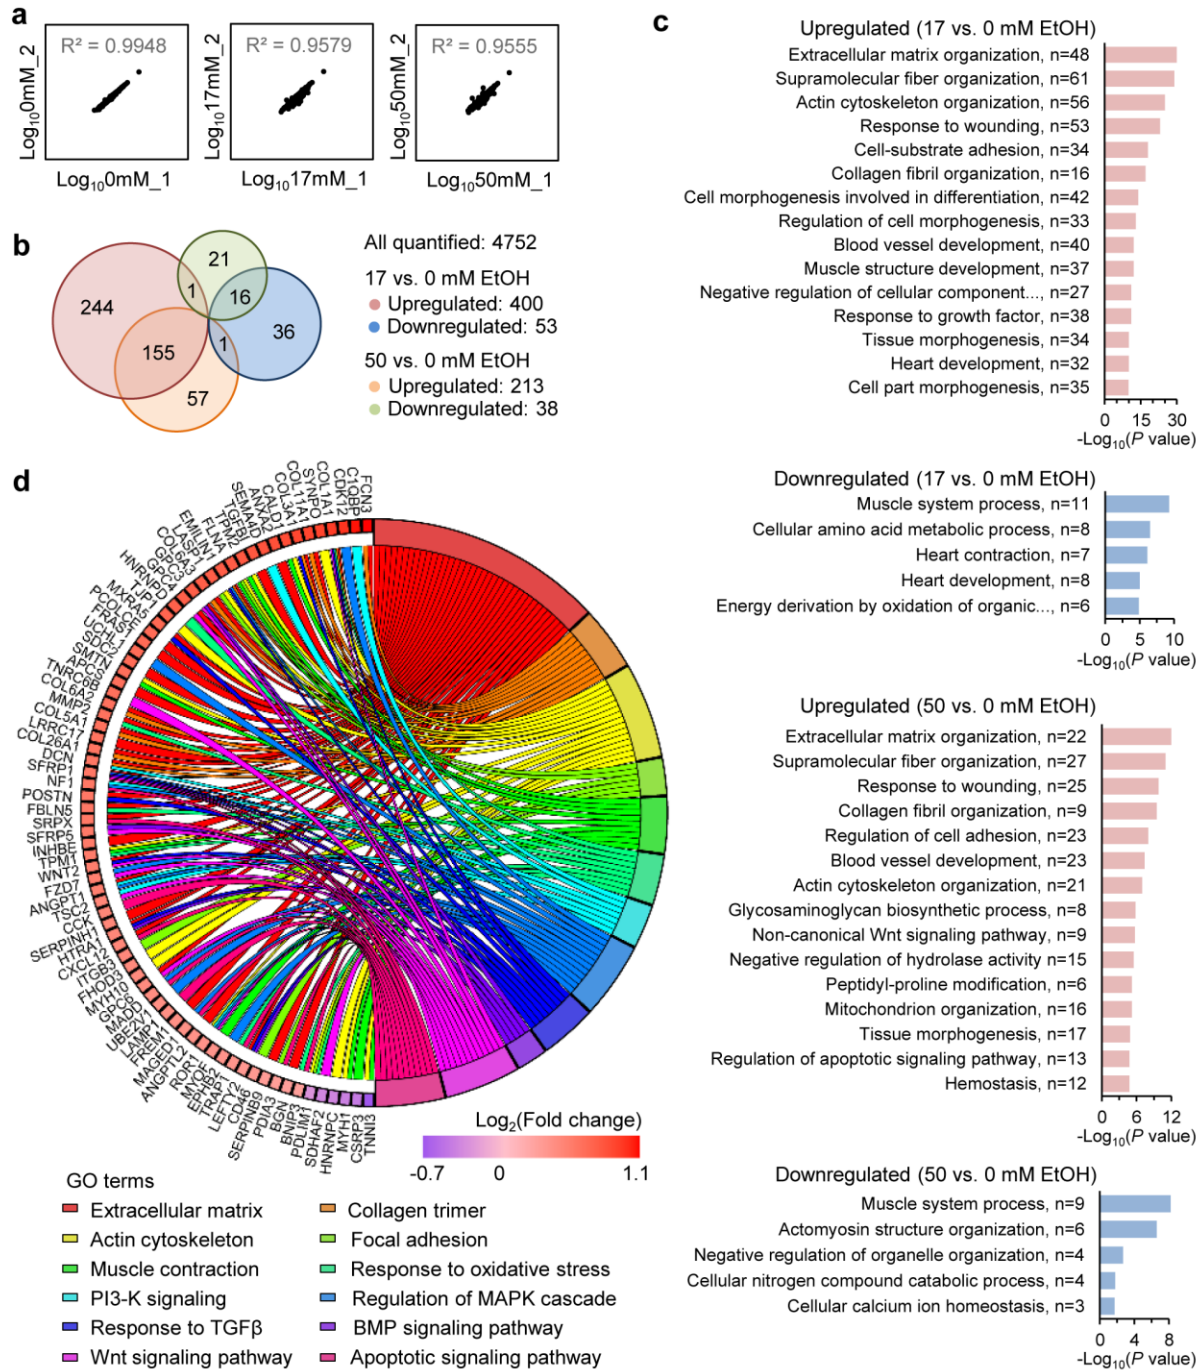 a
R² = 0.9948
Log₁₀0mM_2
Log₁₀0mM_1
R² = 0.9579
Log₁₀17mM_2
Log₁₀17mM_1
R² = 0.9555
Log₁₀50mM_2
Log₁₀50mM_1
b
244
1
21
16
36
155
1
57
All quantified: 4752
17 vs. 0 mM EtOH
Upregulated: 400
Downregulated: 53
50 vs. 0 mM EtOH
Upregulated: 213
Downregulated: 38
c
Upregulated (17 vs. 0 mM EtOH)
Extracellular matrix organization, n=48
Supramolecular fiber organization, n=61
Actin cytoskeleton organization, n=56
Response to wounding, n=53
Cell-substrate adhesion, n=34
Collagen fibril organization, n=16
Cell morphogenesis involved in differentiation, n=42
Regulation of cell morphogenesis, n=33
Blood vessel development, n=40
Muscle structure development, n=37
Negative regulation of cellular component..., n=27
Response to growth factor, n=38
Tissue morphogenesis, n=34
Heart development, n=32
Cell part morphogenesis, n=35
0 15 30
-Log₁₀(P value)
Downregulated (17 vs. 0 mM EtOH)
Muscle system process, n=11
Cellular amino acid metabolic process, n=8
Heart contraction, n=7
Heart development, n=8
Energy derivation by oxidation of organic..., n=6
0 5 10
-Log₁₀(P value)
Upregulated (50 vs. 0 mM EtOH)
Extracellular matrix organization, n=22
Supramolecular fiber organization, n=27
Response to wounding, n=25
Collagen fibril organization, n=9
Regulation of cell adhesion, n=23
Blood vessel development, n=23
Actin cytoskeleton organization, n=21
Glycosaminoglycan biosynthetic process, n=8
Non-canonical Wnt signaling pathway, n=9
Negative regulation of hydrolase activity n=15
Peptidyl-proline modification, n=6
Mitochondrion organization, n=16
Tissue morphogenesis, n=17
Regulation of apoptotic signaling pathway, n=13
Hemostasis, n=12
0 6 12
-Log₁₀(P value)
Downregulated (50 vs. 0 mM EtOH)
Muscle system process, n=9
Actomyosin structure organization, n=6
Negative regulation of organelle organization, n=4
Cellular nitrogen compound catabolic process, n=4
Cellular calcium ion homeostasis, n=3
0 4 8
-Log₁₀(P value)
d
FCN3
C1QBP
CDK12
COL1A1
SYNPO
COL11A1
COL3A1
CALD1
ANXA2
SEMA4D
TGFBI
TPM2
FLNA
EMILIN1
LASP1
COL6A3
GPC3
GPC4
HNRNPD
TJP1
MXRA5
PCOLCE
FRAS1
UCHL1
SDC2
SMTN
APCS
TNRC6B
COL6A2
MMP2
COL5A1
LRRC17
COL26A1
DCN
SFRP1
NF1
POSTN
FBLN5
SRPX
SFRP5
INHBE
TPM1
WNT2
FZD7
ANGPT1
TSC2
CCK
SERPINH1
HTRA1
CXCL12
ITGB3
FHOD3
MYH10
GPC6
MADD
UBE2V1
LAMP1
FREM1
MAGED1
ANGPTL2
ROR1
MYOF
EPHB2
TRAP1
LEFTY2
CD46
SERPINB9
PDIA3
BGN
BNIP3
PDLIM1
SDHAF2
HNRNPC
MYH1
CSRP3
TNNI3
Log₂(Fold change)
-0.7 0 1.1
GO terms
Extracellular matrix
Collagen trimer
Actin cytoskeleton
Focal adhesion
Muscle contraction
Response to oxidative stress
PI3-K signaling
Regulation of MAPK cascade
Response to TGFβ
BMP signaling pathway
Wnt signaling pathway
Apoptotic signaling pathway